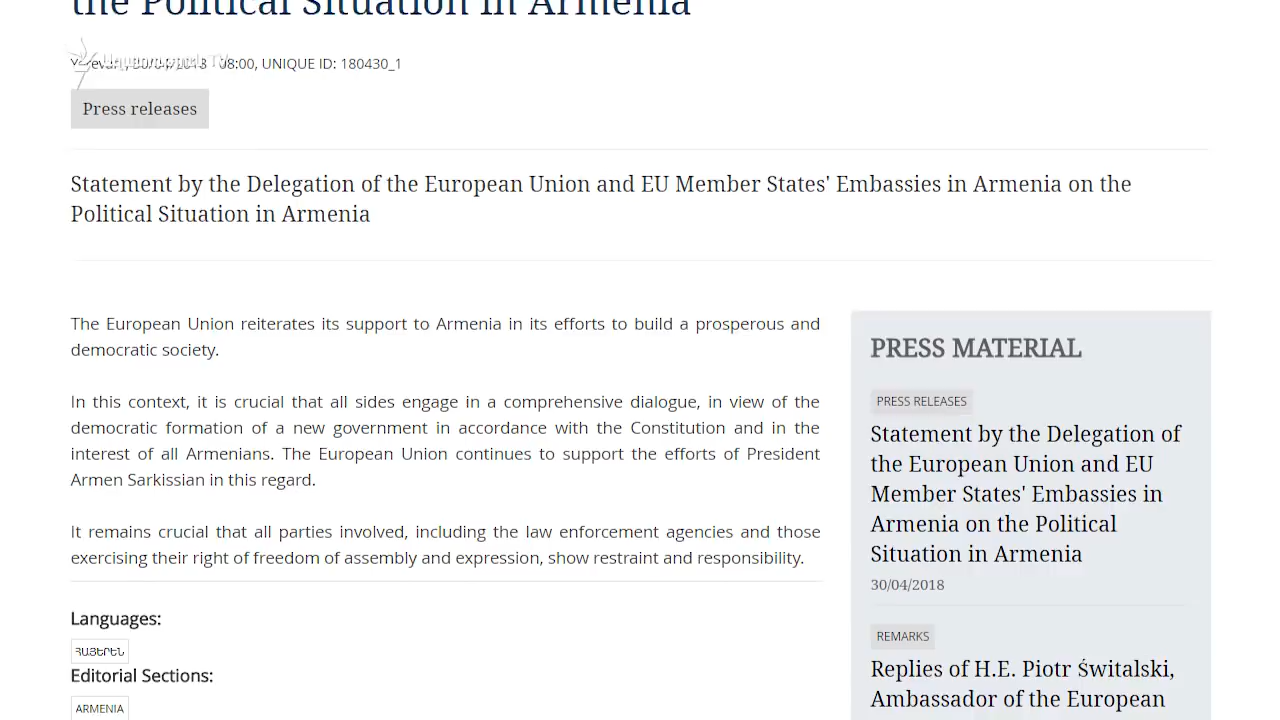 the Political Situation in Armenia
08:00, UNIQUE ID: 180430_1
Press releases
Statement by the Delegation of the European Union and EU Member States' Embassies in Armenia on the
Political Situation in Armenia
The European Union reiterates its support to Armenia in its efforts to build a prosperous and
democratic society.
In this context, it is crucial that all sides engage in a comprehensive dialogue, in view of the
democratic formation of a new government in accordance with the Constitution and in the
interest of all Armenians. The European Union continues to support the efforts of President
Armen Sarkissian in this regard.
It remains crucial that all parties involved, including the law enforcement agencies and those
exercising their right of freedom of assembly and expression, show restraint and responsibility.
Languages:
ՀԱՅԵՐԵՆ
Editorial Sections:
ARMENIA
PRESS MATERIAL
PRESS RELEASES
Statement by the Delegation of
the European Union and EU
Member States' Embassies in
Armenia on the Political
Situation in Armenia
30/04/2018
REMARKS
Replies of H.E. Piotr Świtalski,
Ambassador of the European